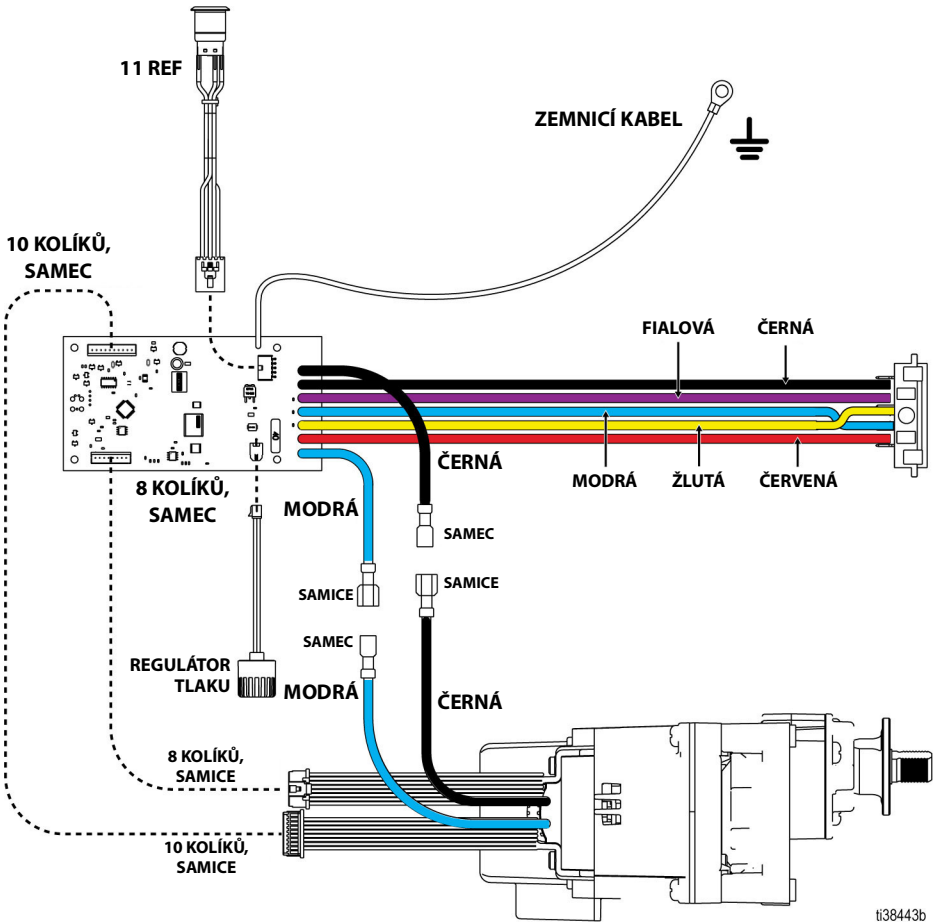 11 REF
ZEMNICÍ KABEL
10 KOLÍKŮ,
SAMEC
FIALOVÁ
ČERNÁ
MODRÁ
ŽLUTÁ
ČERVENÁ
8 KOLÍKŮ,
SAMEC
MODRÁ
ČERNÁ
SAMEC
SAMICE
SAMICE
SAMEC
REGULÁTOR
TLAKU
MODRÁ
ČERNÁ
8 KOLÍKŮ,
SAMICE
10 KOLÍKŮ,
SAMICE
ti38443b